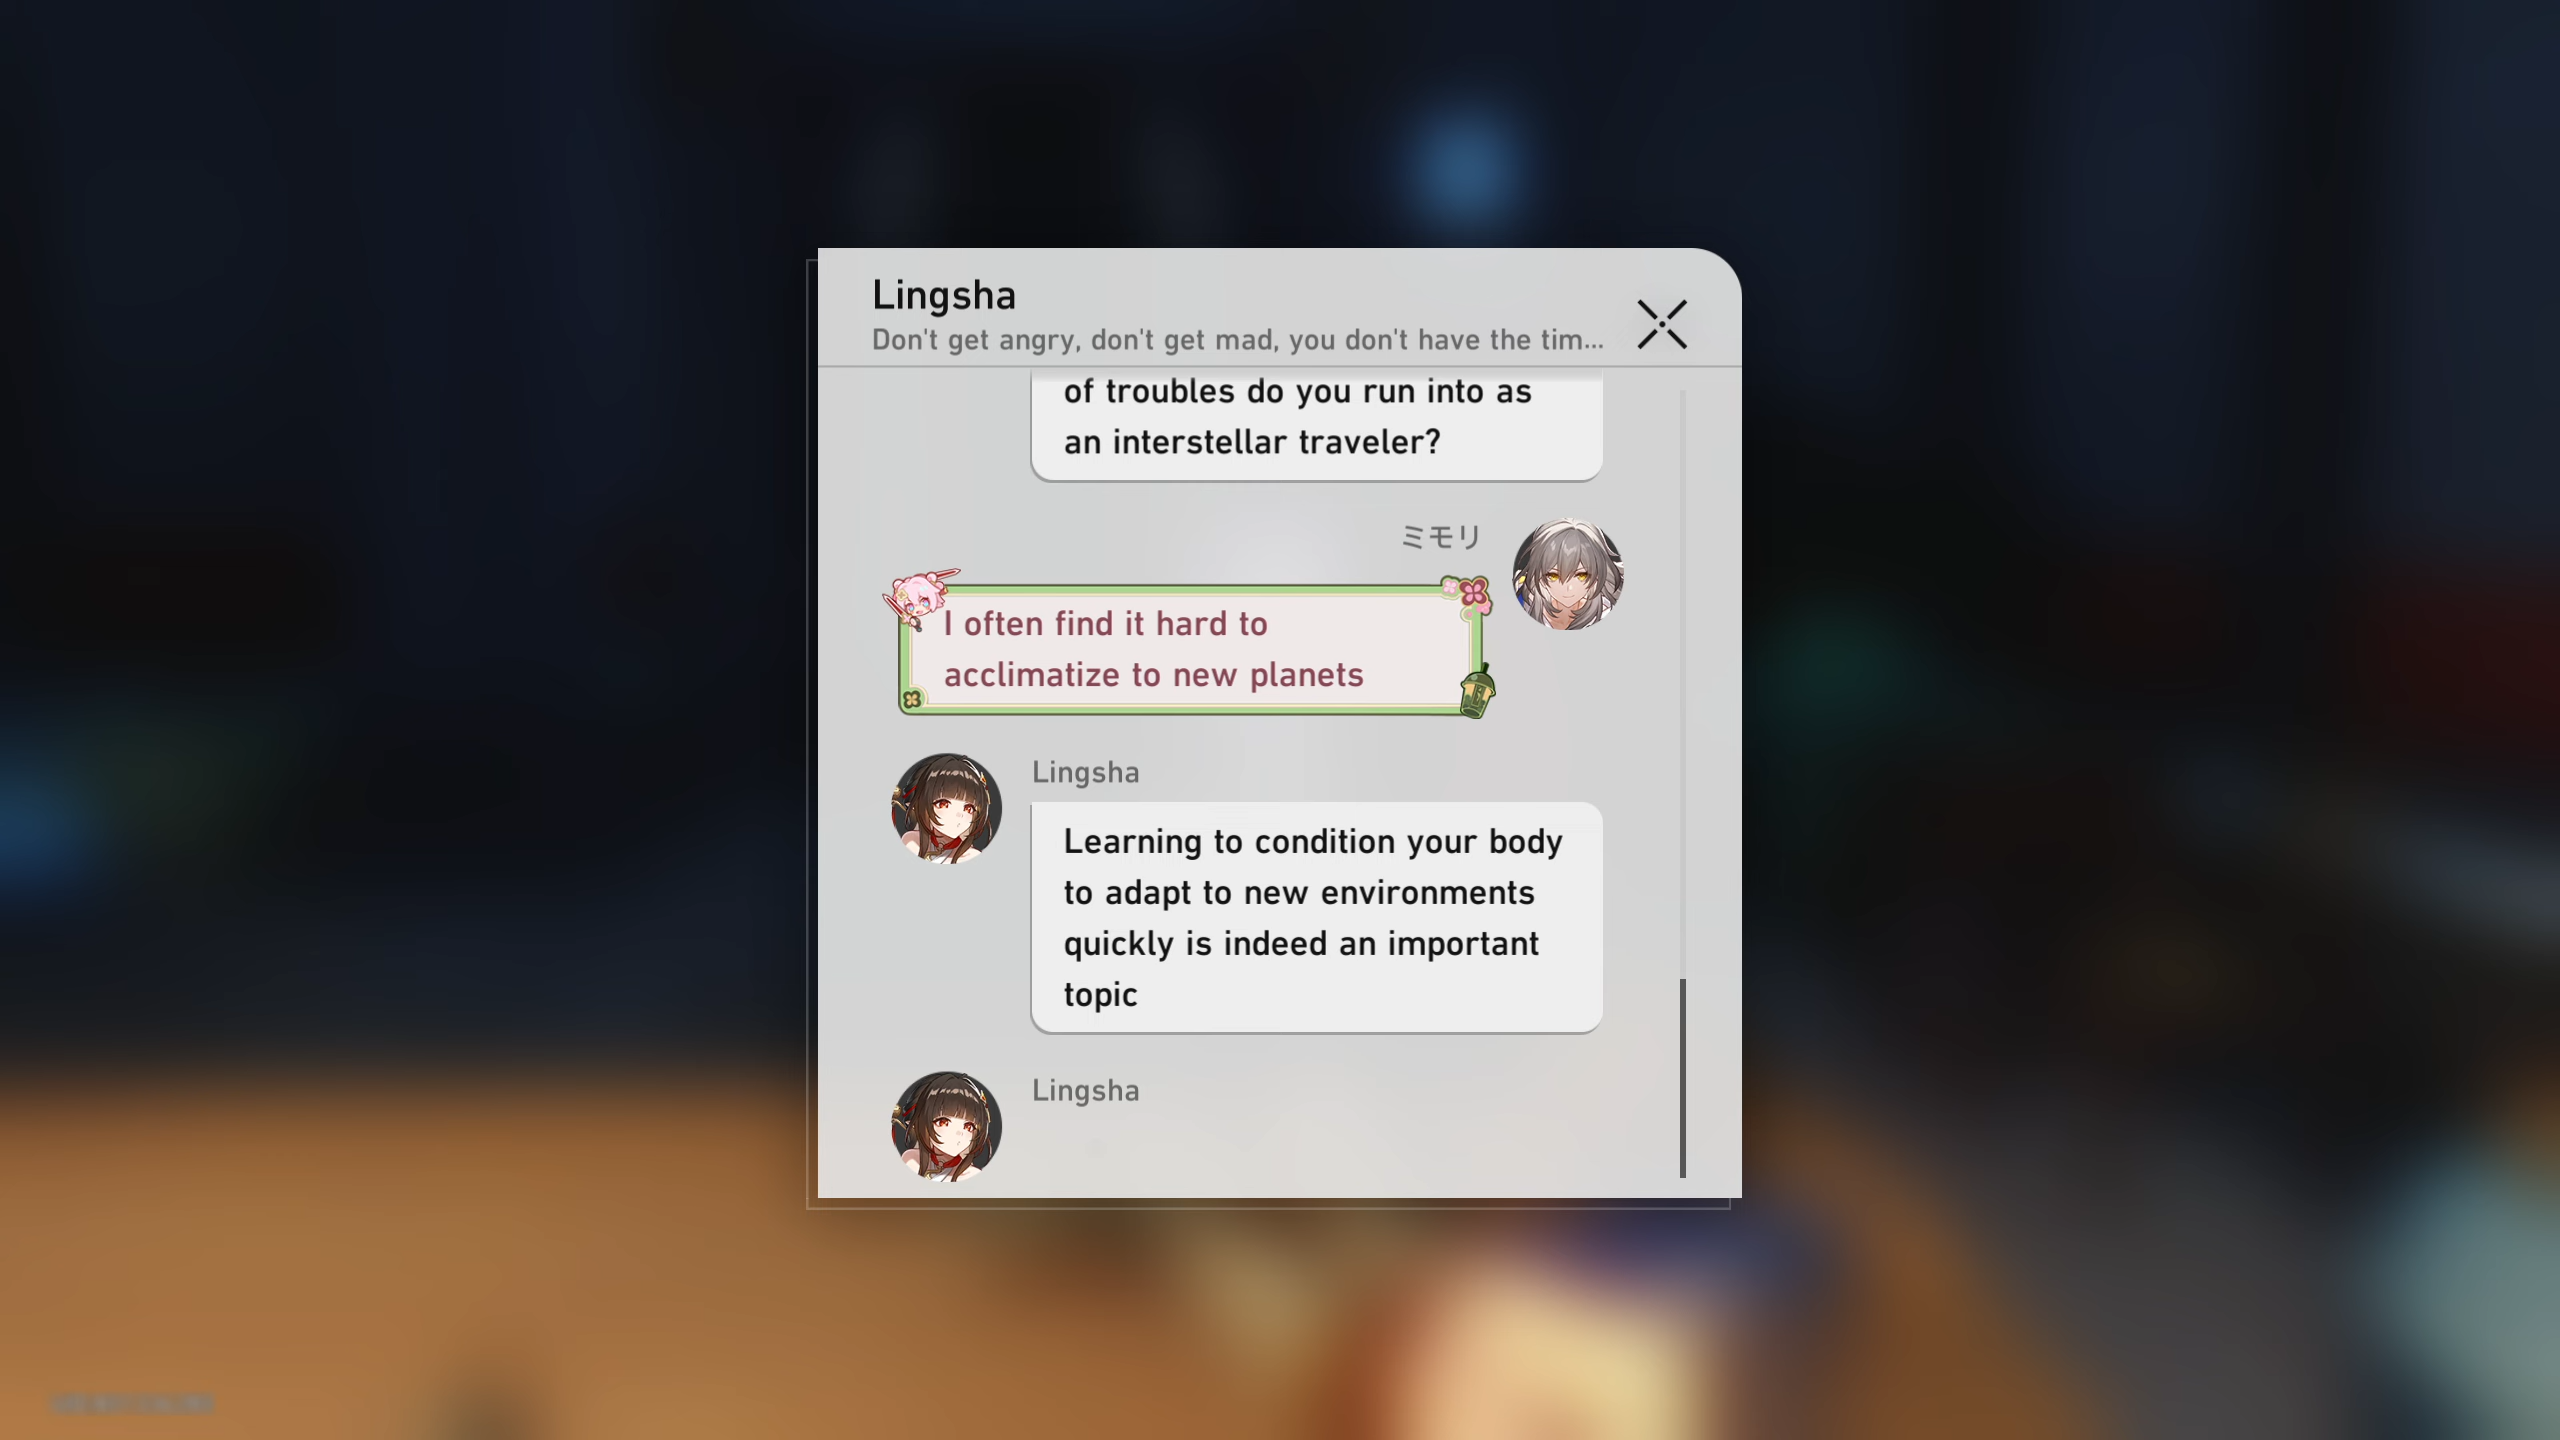 Lingsha
Don't get angry, don't get mad, you don't have the tim...
of troubles do you run into as
an interstellar traveler?
ミモリ
I often find it hard to
acclimatize to new planets
Lingsha
Learning to condition your body
to adapt to new environments
quickly is indeed an important
topic
Lingsha